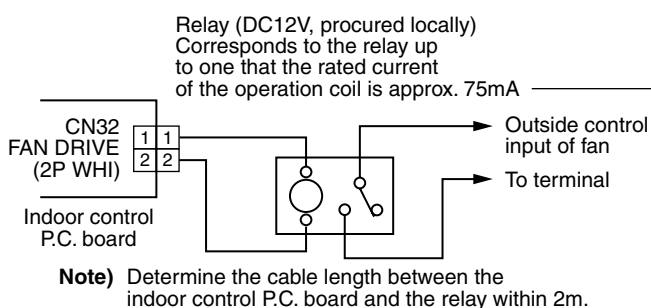 Relay (DC12V, procured locally)
Corresponds to the relay up
to one that the rated current
of the operation coil is approx. 75mA
CN32
FAN DRIVE
(2P WHI)
1 1
2 2
Outside control
input of fan
To terminal
Indoor control
P.C. board
Note) Determine the cable length between the
indoor control P.C. board and the relay within 2m.